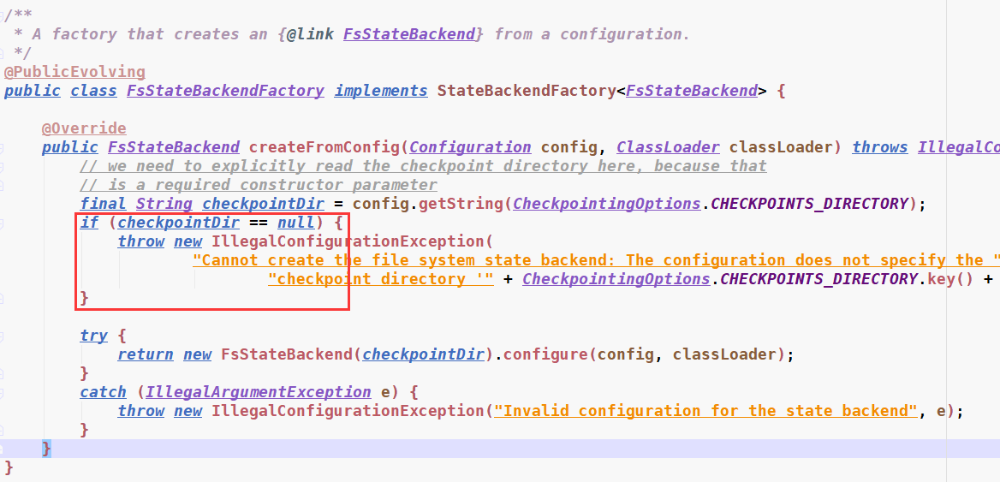 /**
 * A factory that creates an {@link FsStateBackend} from a configuration.
 */
@PublicEvolving
public class FsStateBackendFactory implements StateBackendFactory<FsStateBackend> {
@Override
public FsStateBackend createFromConfig(Configuration config, ClassLoader classLoader) throws IllegalCo
// we need to explicitly read the checkpoint directory here, because that
// is a required constructor parameter
final String checkpointDir = config.getString(CheckpointingOptions.CHECKPOINTS_DIRECTORY);
if (checkpointDir == null) {
throw new IllegalConfigurationException(
"Cannot create the file system state backend: The configuration does not specify the "
"checkpoint directory '" + CheckpointingOptions.CHECKPOINTS_DIRECTORY.key() +
}
try {
return new FsStateBackend(checkpointDir).configure(config, classLoader);
}
catch (IllegalArgumentException e) {
throw new IllegalConfigurationException("Invalid configuration for the state backend", e);
}
}
}